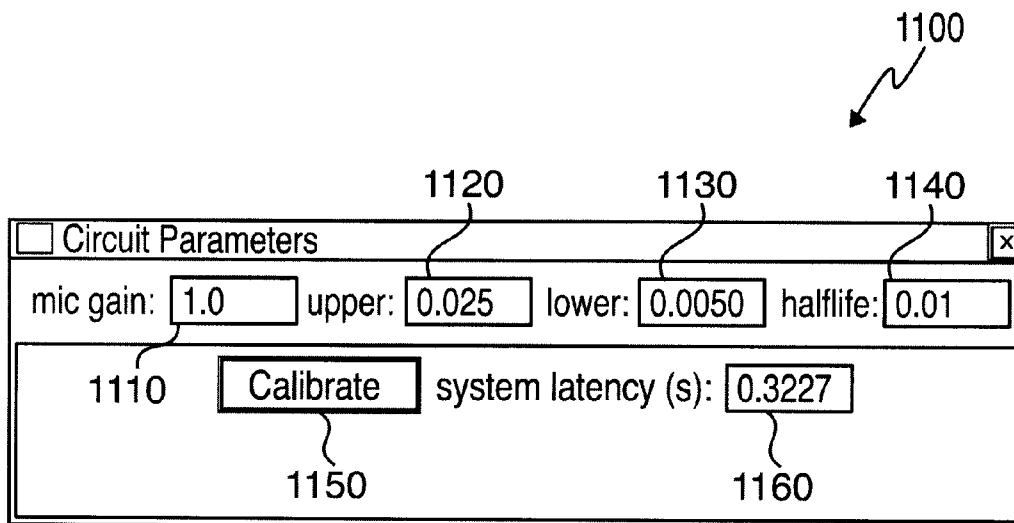 1100
1120 1130 1140
Circuit Parameters x
mic gain: 1.0 upper: 0.025 lower: 0.0050 halflife: 0.01
1110
Calibrate system latency (s): 0.3227
1150 1160